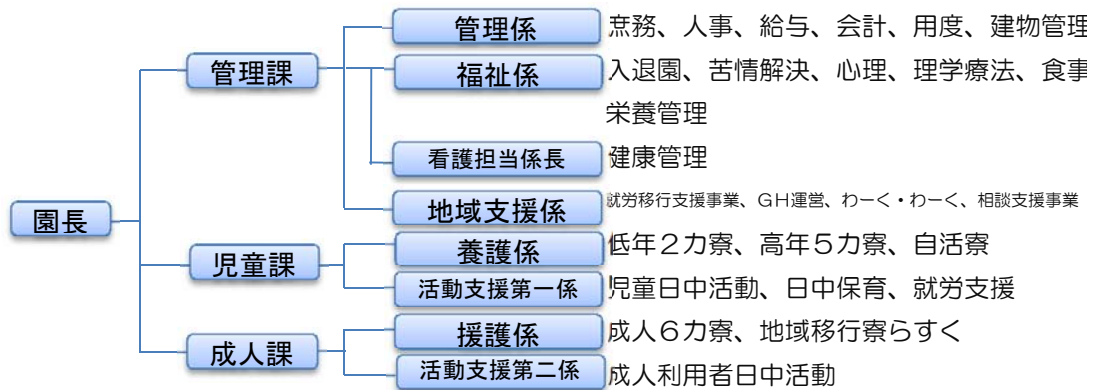 管理係 庶務、人事、給与、会計、用度、建物管理
管理課 福祉係 入退園、苦情解決、心理、理学療法、食事
栄養管理
看護担当係長 健康管理
地域支援係 就労移行支援事業、GH運営、わーく・わーく、相談支援事業
園長
養護係 低年2カ寮、高年5カ寮、自活寮
児童課
活動支援第一係 児童日中活動、日中保育、就労支援
援護係 成人6カ寮、地域移行寮らすく
成人課
活動支援第二係 成人利用者日中活動